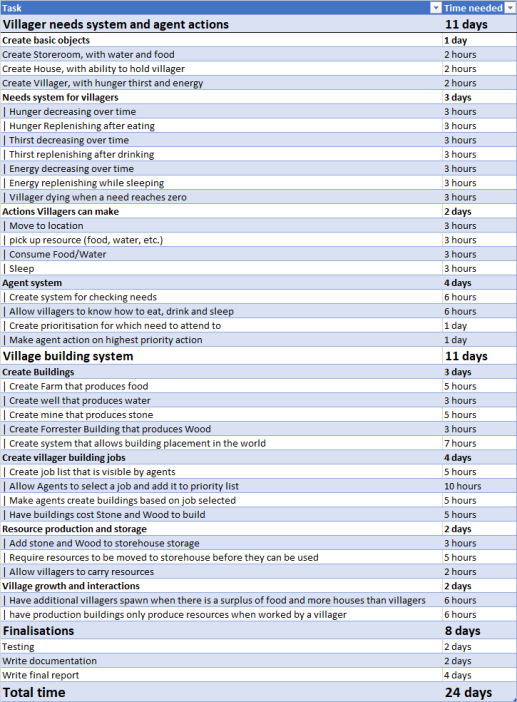 Task Time needed
Villager needs system and agent actions 11 days
Create basic objects 1 day
Create Storeroom, with water and food 2 hours
Create House, with ability to hold villager 2 hours
Create Villager, with hunger thirst and energy 2 hours
Needs system for villagers 3 days
| Hunger decreasing over time 3 hours
| Hunger Replenishing after eating 3 hours
| Thirst decreasing over time 3 hours
| Thirst replenishing after drinking 3 hours
| Energy decreasing over time 3 hours
| Energy replenishing while sleeping 3 hours
| Villager dying when a need reaches zero 3 hours
Actions Villagers can make 2 days
| Move to location 3 hours
| pick up resource (food, water, etc.) 3 hours
| Consume Food/Water 3 hours
| Sleep 3 hours
Agent system 4 days
| Create system for checking needs 6 hours
| Allow villagers to know how to eat, drink and sleep 6 hours
| Create prioritisation for which need to attend to 1 day
| Make agent action on highest priority action 1 day
Village building system 11 days
Create Buildings 3 days
| Create Farm that produces food 5 hours
| Create well that produces water 3 hours
| Create mine that produces stone 5 hours
| Create Forrester Building that produces Wood 3 hours
| Create system that allows building placement in the world 7 hours
Create villager building jobs 4 days
| Create job list that is visible by agents 5 hours
| Allow Agents to select a job and add it to priority list 10 hours
| Make agents create buildings based on job selected 5 hours
| Have buildings cost Stone and Wood to build 5 hours
Resource production and storage 2 days
| Add stone and Wood to storehouse storage 3 hours
| Require resources to be moved to storehouse before they can be used 5 hours
| Allow villagers to carry resources 2 hours
Village growth and interactions 2 days
| Have additional villagers spawn when there is a surplus of food and more houses than villagers 6 hours
| have production buildings only produce resources when worked by a villager 6 hours
Finalisations 8 days
Testing 2 days
Write documentation 2 days
Write final report 4 days
Total time 24 days